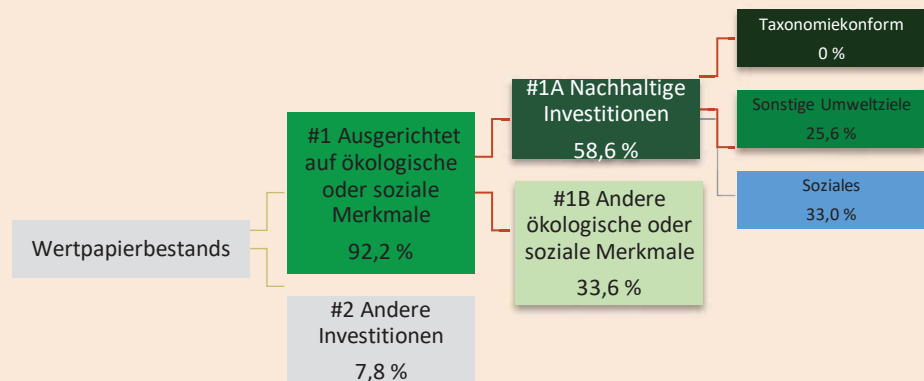 Wertpapierbestands
#1 Ausgerichtet
auf ökologische
oder soziale
Merkmale
92,2 %
#2 Andere
Investitionen
7,8 %
#1A Nachhaltige
Investitionen
58,6 %
#1B Andere
ökologische oder
soziale Merkmale
33,6 %
Taxonomiekonform
0 %
Sonstige Umweltziele
25,6 %
Soziales
33,0 %